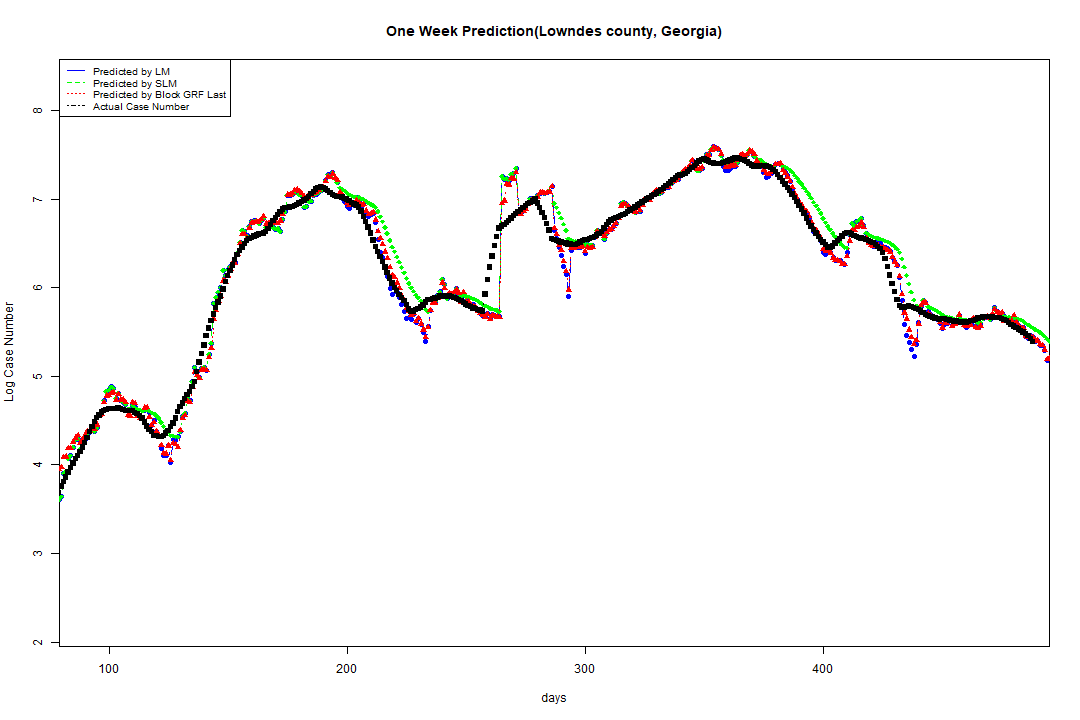 One Week Prediction(Lowndes county, Georgia)
Predicted by LM
Predicted by SLM
Predicted by Block GRF Last
Actual Case Number
8
7
6
5
4
3
2
Log Case Number
100 200 300 400
days